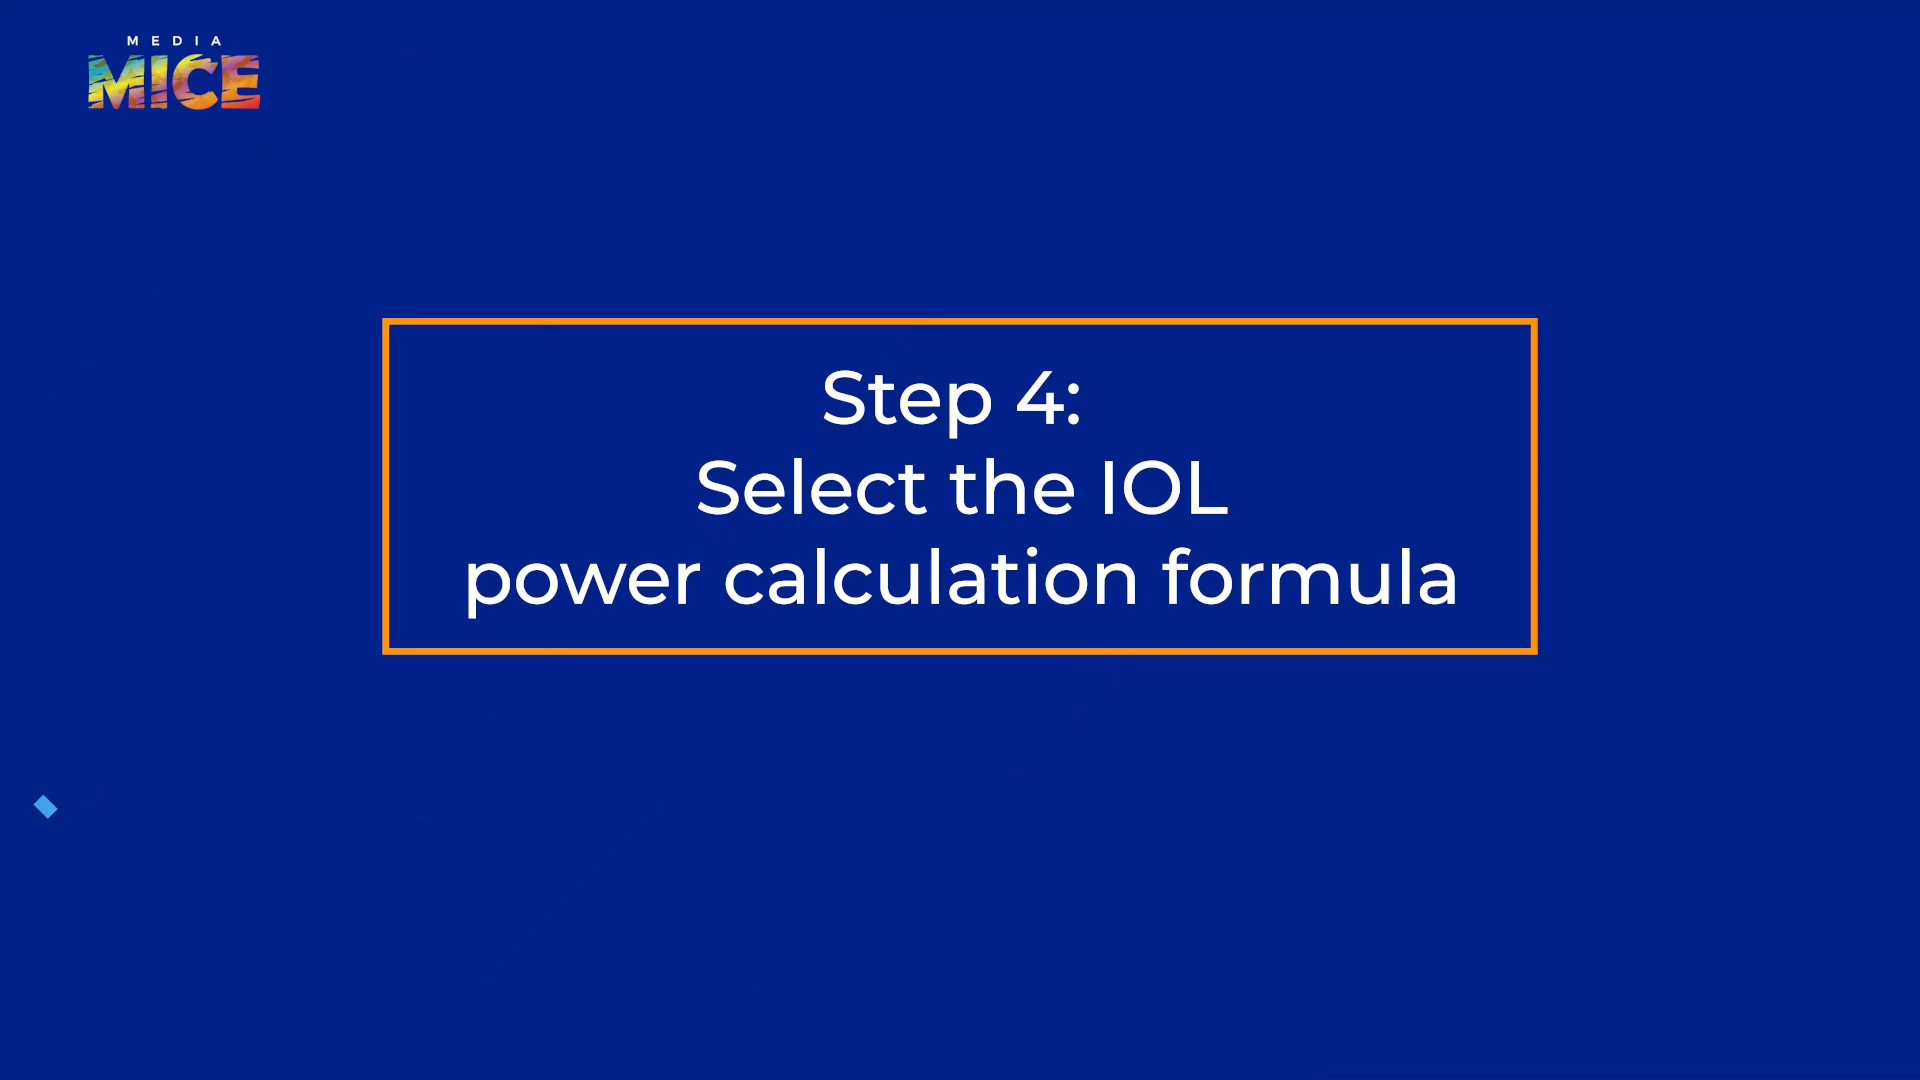 MEDIA
MICE
Step 4:
Select the IOL
power calculation formula